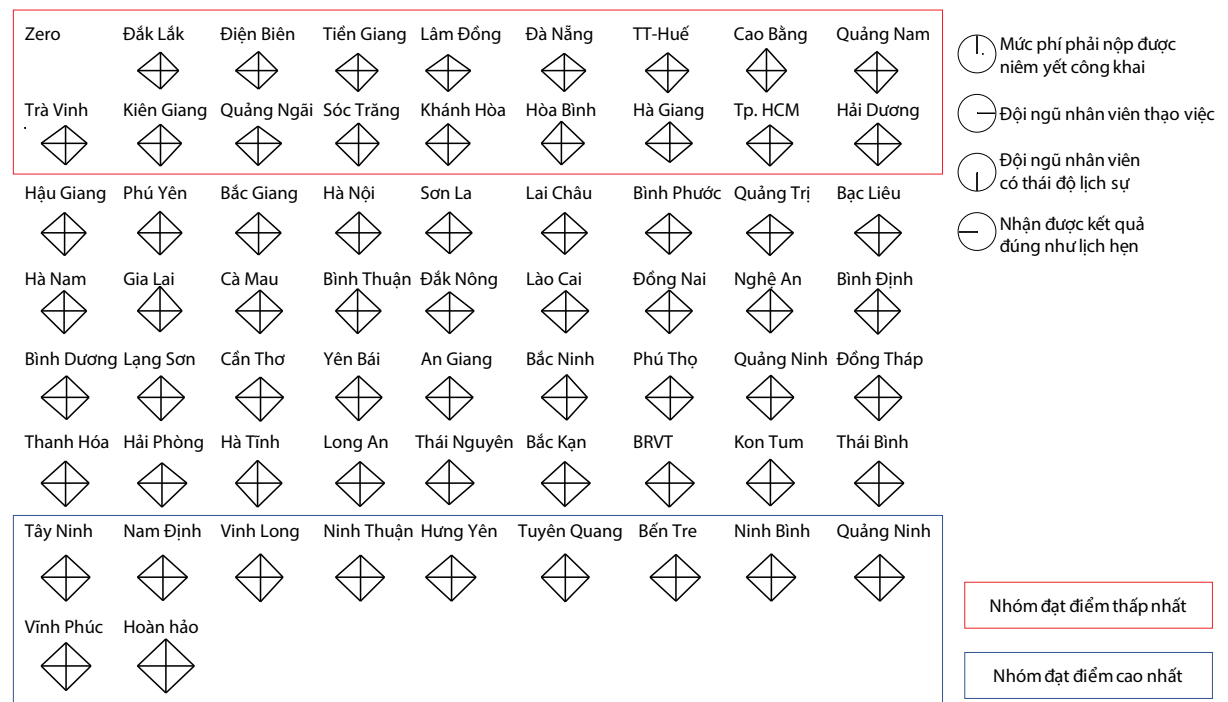 Zero Đắk Lắk Điện Biên Tiền Giang Lâm Đồng Đà Nẵng TT-Huế Cao Bằng Quảng Nam
Trà Vinh Kiên Giang Quảng Ngãi Sóc Trăng Khánh Hòa Hòa Bình Hà Giang Tp. HCM Hải Dương
Hậu Giang Phú Yên Bắc Giang Hà Nội Sơn La Lai Châu Bình Phước Quảng Trị Bạc Liêu
Hà Nam Gia Lai Cà Mau Bình Thuận Đắk Nông Lào Cai Đồng Nai Nghệ An Bình Định
Bình Dương Lạng Sơn Cần Thơ Yên Bái An Giang Bắc Ninh Phú Thọ Quảng Ninh Đồng Tháp
Thanh Hóa Hải Phòng Hà Tĩnh Long An Thái Nguyên Bắc Kạn BRVT Kon Tum Thái Bình
Tây Ninh Nam Định Vinh Long Ninh Thuận Hưng Yên Tuyên Quang Bến Tre Ninh Bình Quảng Ninh
Vĩnh Phúc Hoàn hảo
Mức phí phải nộp được
niêm yết công khai
Đội ngũ nhân viên thạo việc
Đội ngũ nhân viên
có thái độ lịch sự
Nhận được kết quả
đúng như lịch hẹn
Nhóm đạt điểm thấp nhất
Nhóm đạt điểm cao nhất